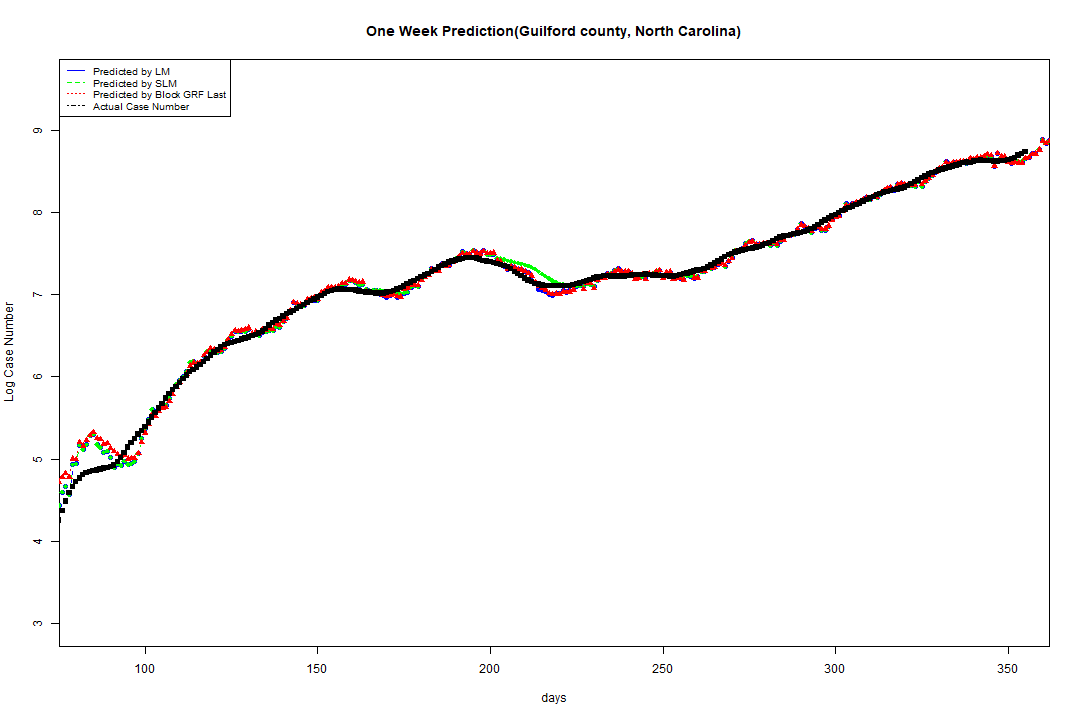 One Week Prediction(Guilford county, North Carolina)
Predicted by LM
Predicted by SLM
Predicted by Block GRF Last
Actual Case Number
9
8
7
6
5
4
3
Log Case Number
100 150 200 250 300 350
days